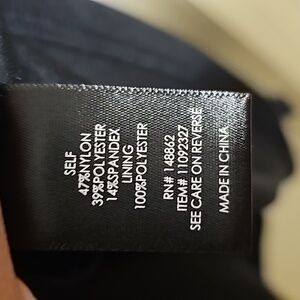 SELF
47%NYLON
39%POLYESTER
14%SPANDEX
LINING
100%POLYESTER
RN# 148862
ITEM# 11092327
SEE CARE ON REVERSE
MADE IN CHINA